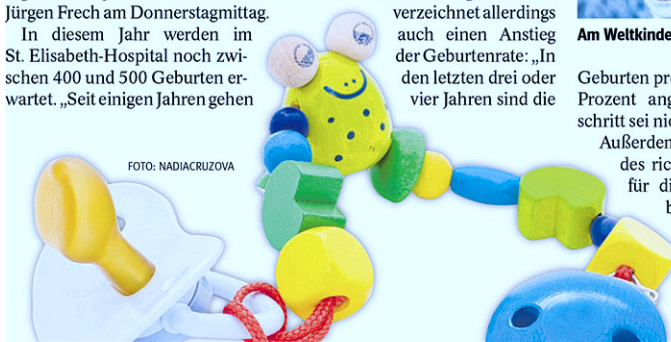 Jürgen Frech am Donnerstagmittag.
In diesem Jahr werden im
St. Elisabeth-Hospital noch zwi-
schen 400 und 500 Geburten er-
wartet. „Seit einigen Jahren gehen
FOTO: NADIACRUZOVA
verzeichnet allerdings
auch einen Anstieg
der Geburtenrate: „In
den letzten drei oder
vier Jahren sind die
Am Weltkinde
Geburten pr
Prozent ang
schritt sei nic
Außerden
des ric
für di